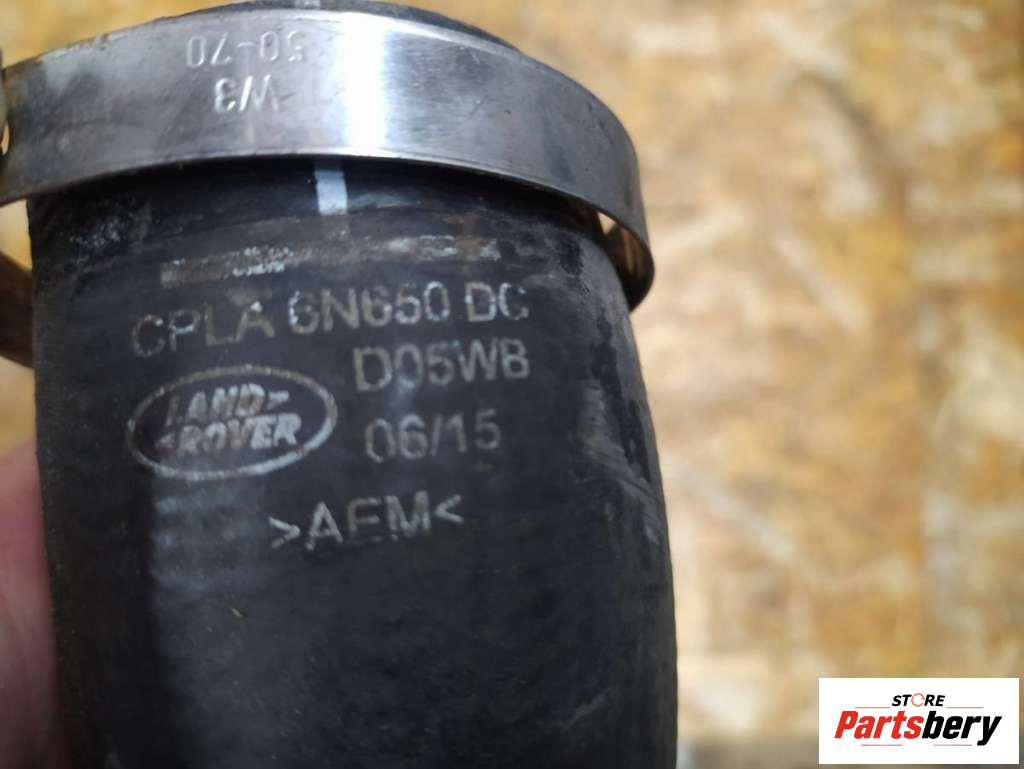 50-70
W3
CPLA 6N650 DC
D05WB
LAND
ROVER
06/15
>AEM<
STORE
Partsbery